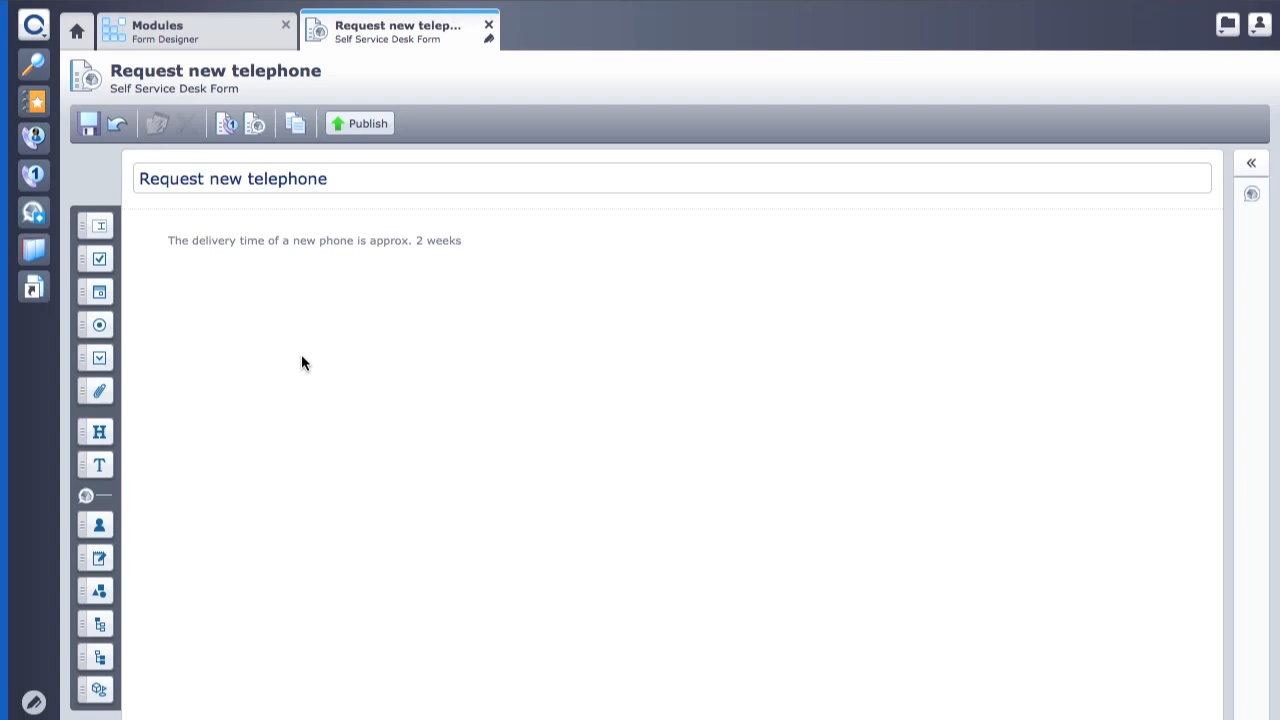 Modules
Form Designer
Request new telep...
Self Service Desk Form
Request new telephone
Self Service Desk Form
Publish
Request new telephone
The delivery time of a new phone is approx. 2 weeks
H
T